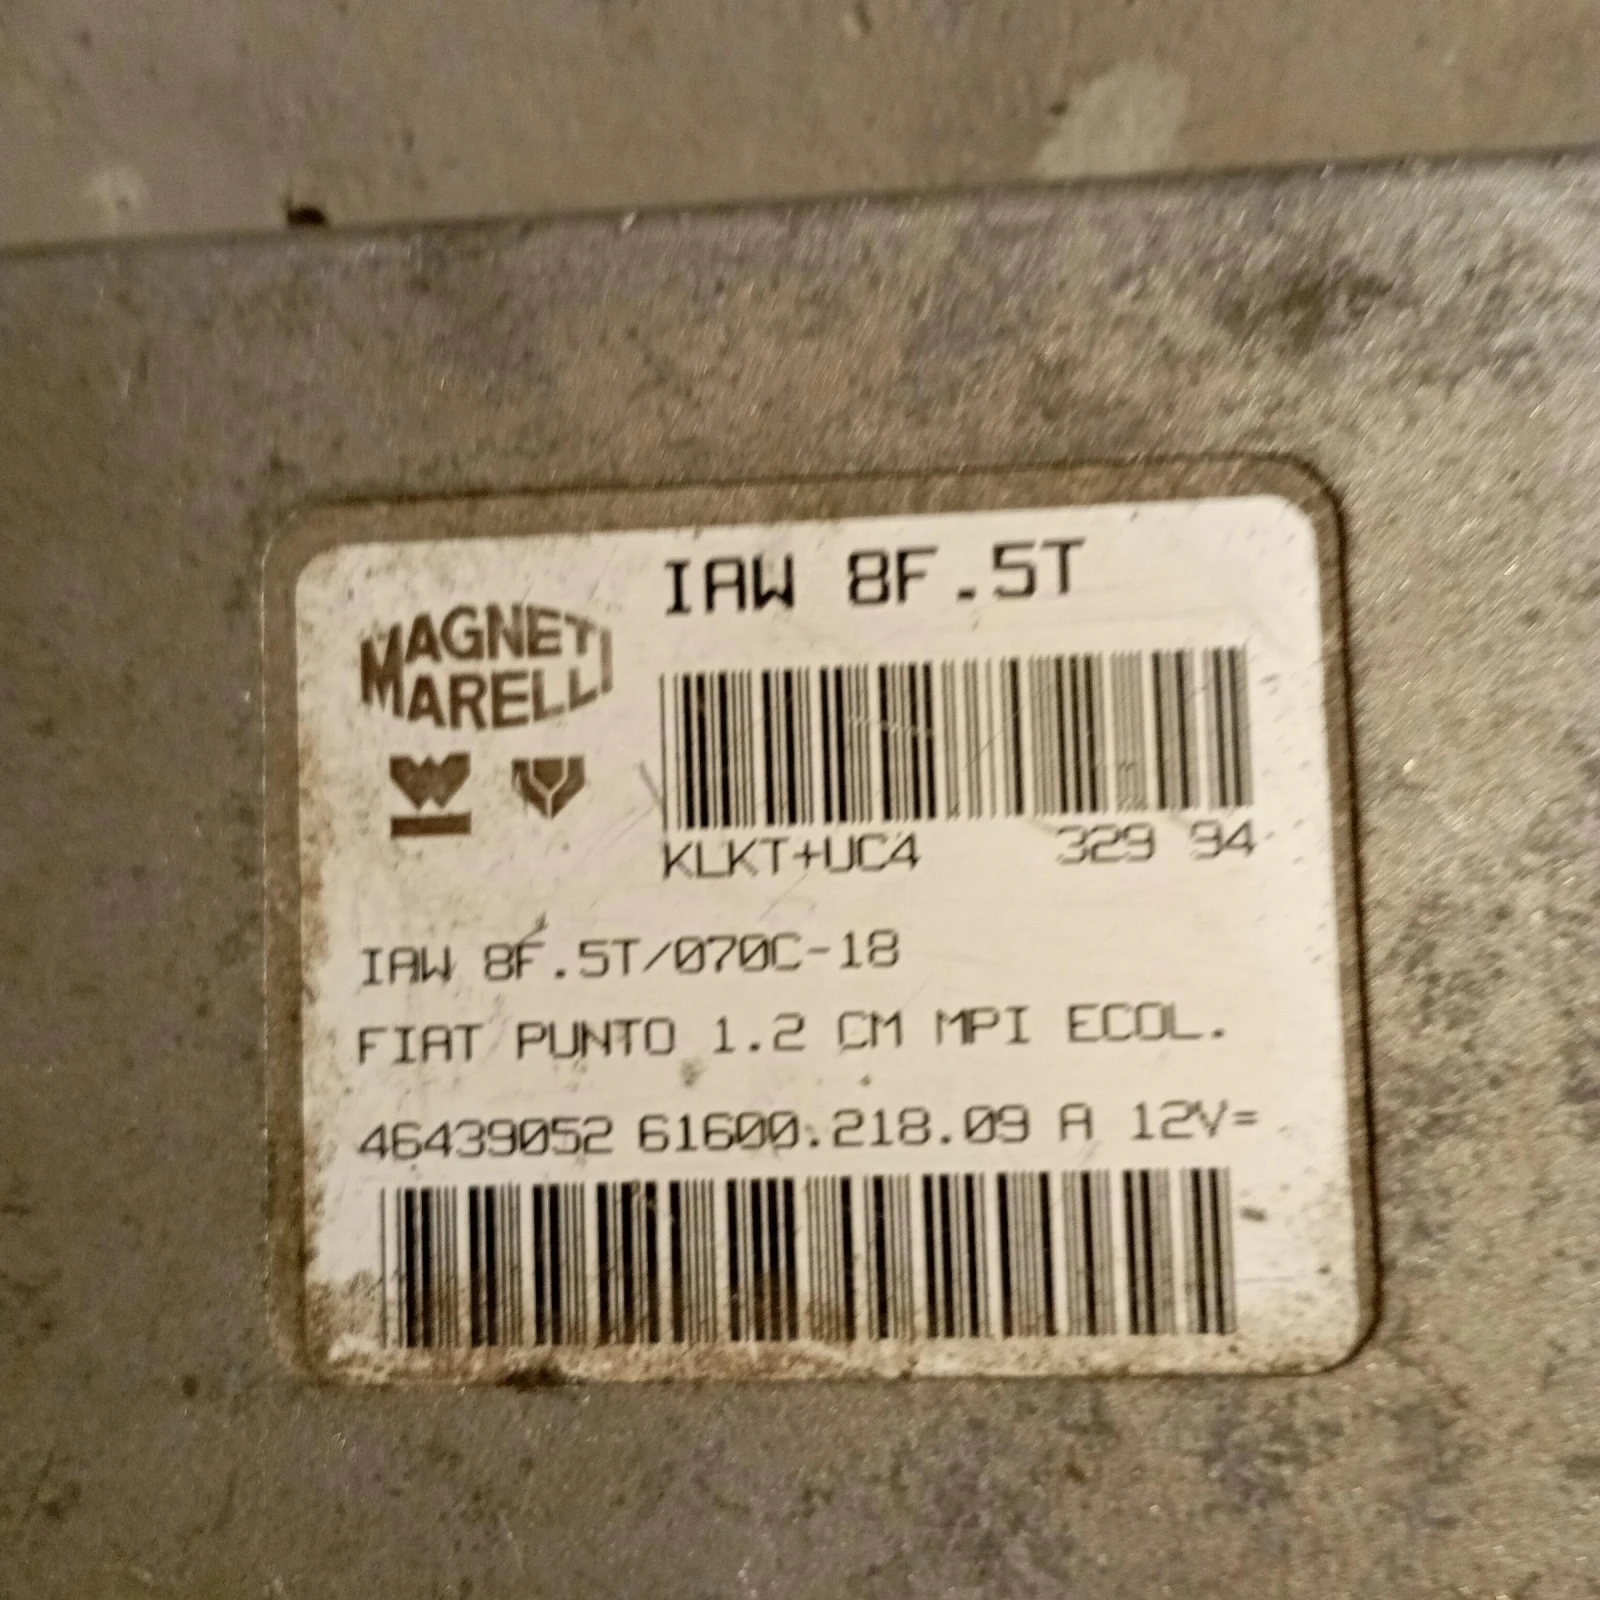 IAW 8F.5T
MAGNETI
MARELLI
KLKT+UC4 329 94
IAW 8F.5T/070C-18
FIAT PUNTO 1.2 CM MPI ECOL.
46439052 61600.218.09 A 12V=